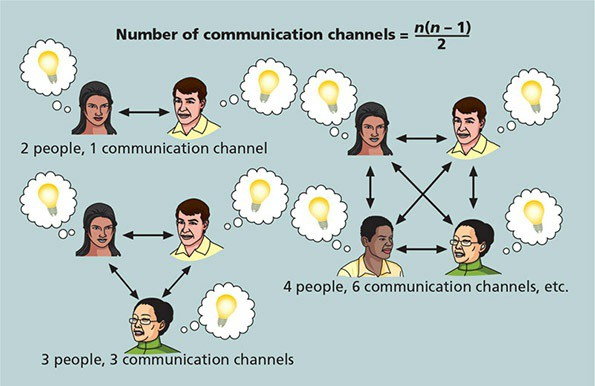 Number of communication channels = n(n – 1)
2
2 people, 1 communication channel
3 people, 3 communication channels
4 people, 6 communication channels, etc.